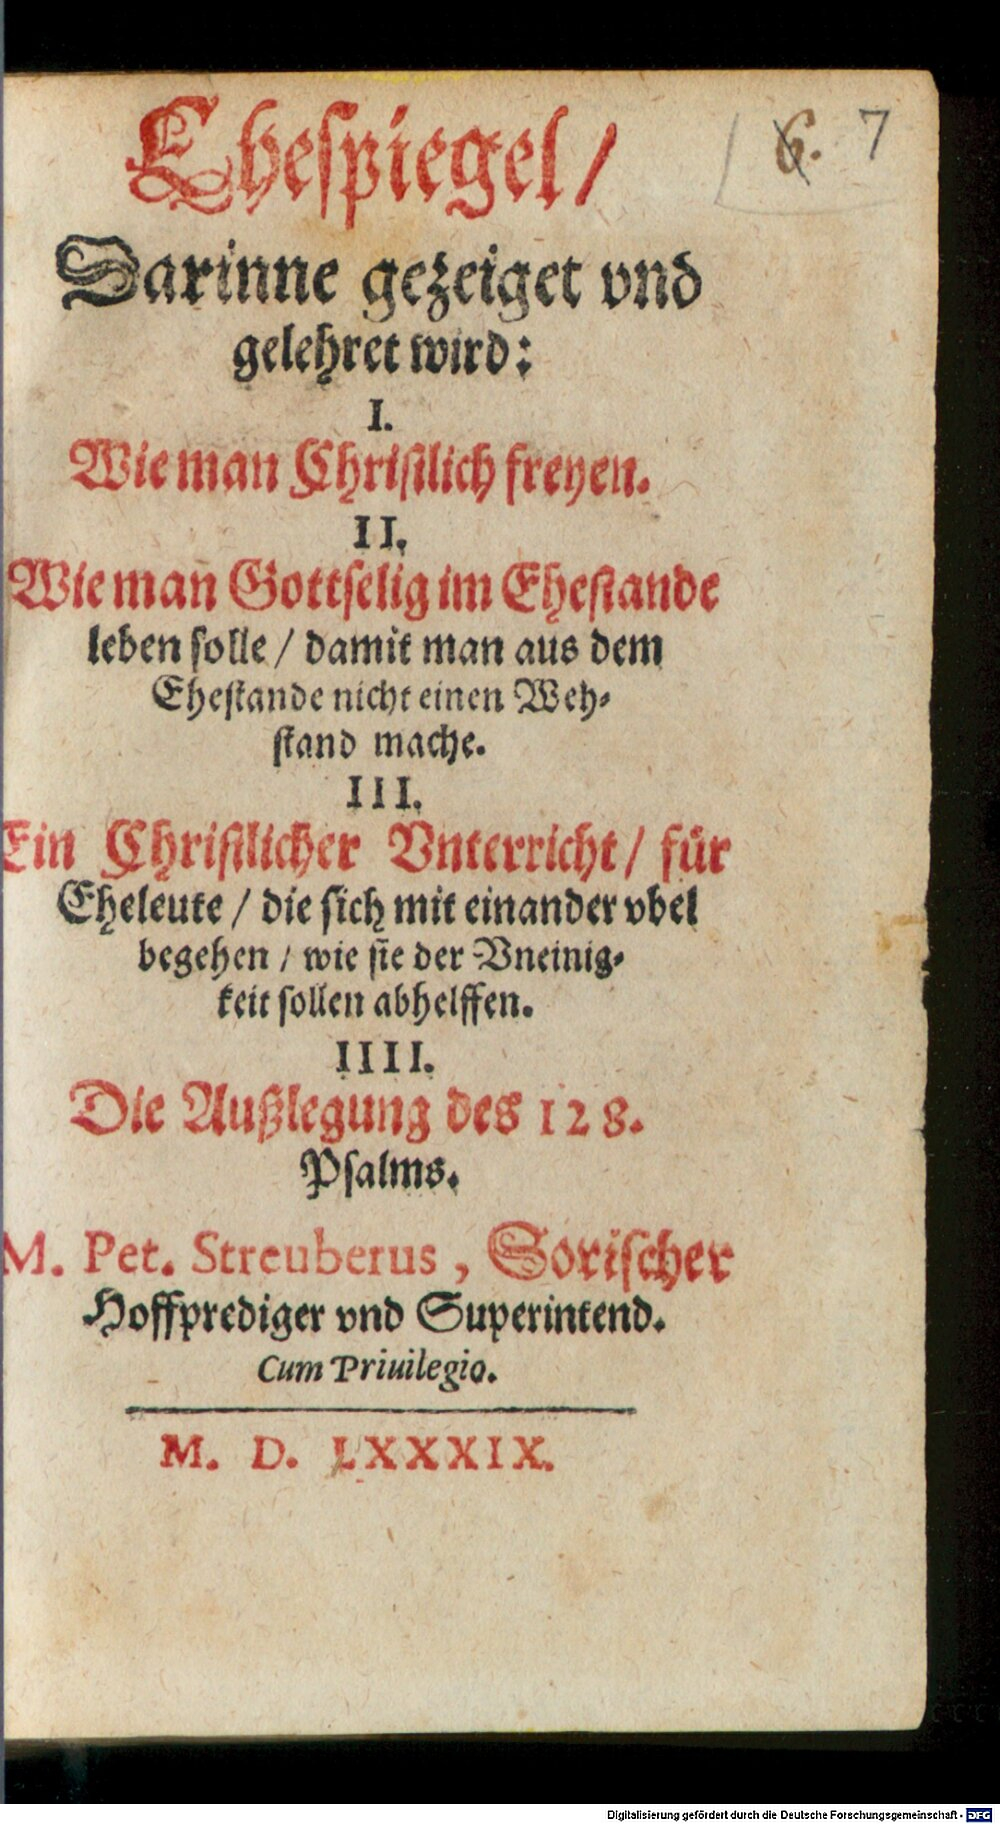 Ehespiegel/
6. 7
Darinne gezeiget vnd
gelehret wird:
I.
Wie man Christlich freyen.
II.
Wie man Gottselig im Ehestande
leben solle / damit man aus dem
Ehestande nicht einen Weh-
stand mache.
III.
Ein Christlicher Vnterricht / für
Eheleute / die sich mit einander vbel
begehen / wie sie der Vneinig-
keit sollen abhelffen.
IIII.
Die Außlegung des 128.
Psalms.
M. Pet. Streuberus, Sorischer
Hoffprediger vnd Superintend.
Cum Priuilegio.
M. D. LXXXIX.
Digitalisierung gefördert durch die Deutsche Forschungsgemeinschaft - DFG